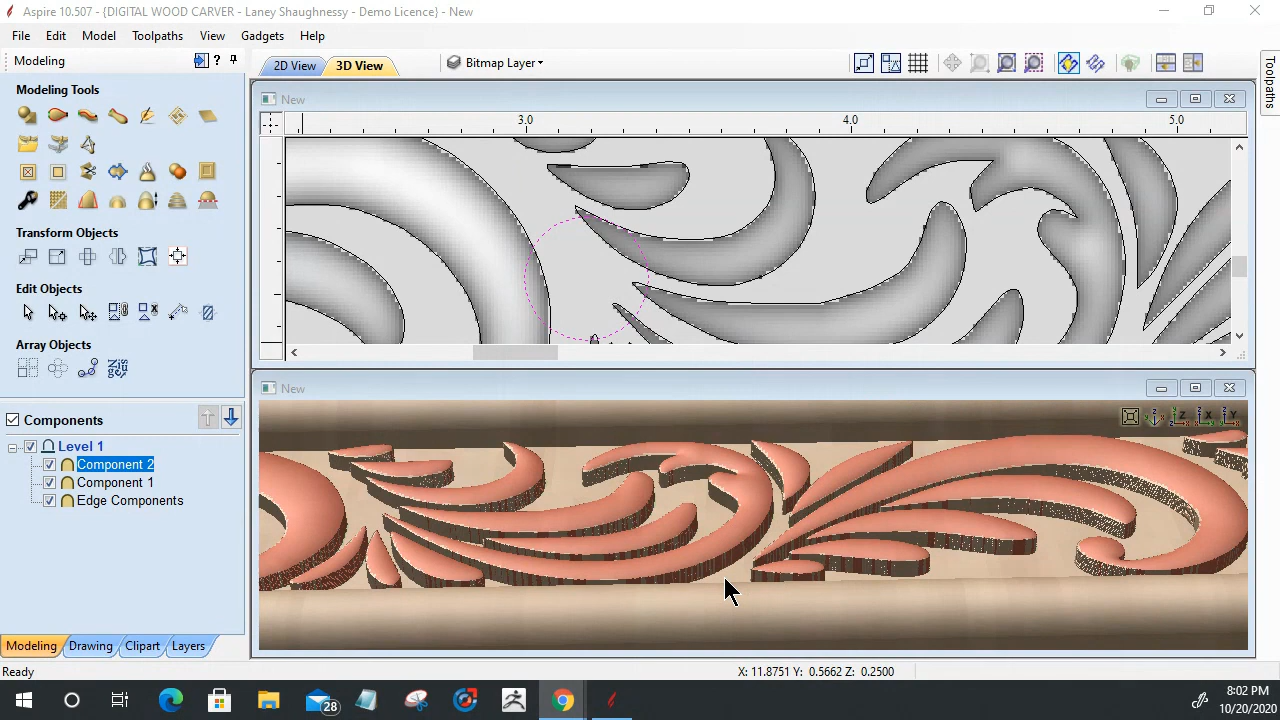 Aspire 10.507 - {DIGITAL WOOD CARVER - Laney Shaughnessy - Demo Licence} - New
File Edit Model Toolpaths View Gadgets Help
Modeling
2D View 3D View Bitmap Layer
Toolpaths
Modeling Tools
New
3.0 4.0 5.0
Transform Objects
Edit Objects
Array Objects
New
Components
Level 1
Component 2
Component 1
Edge Components
Modeling Drawing Clipart Layers
Ready X: 11.8751 Y: 0.5662 Z: 0.2500
28
8:02 PM
10/20/2020